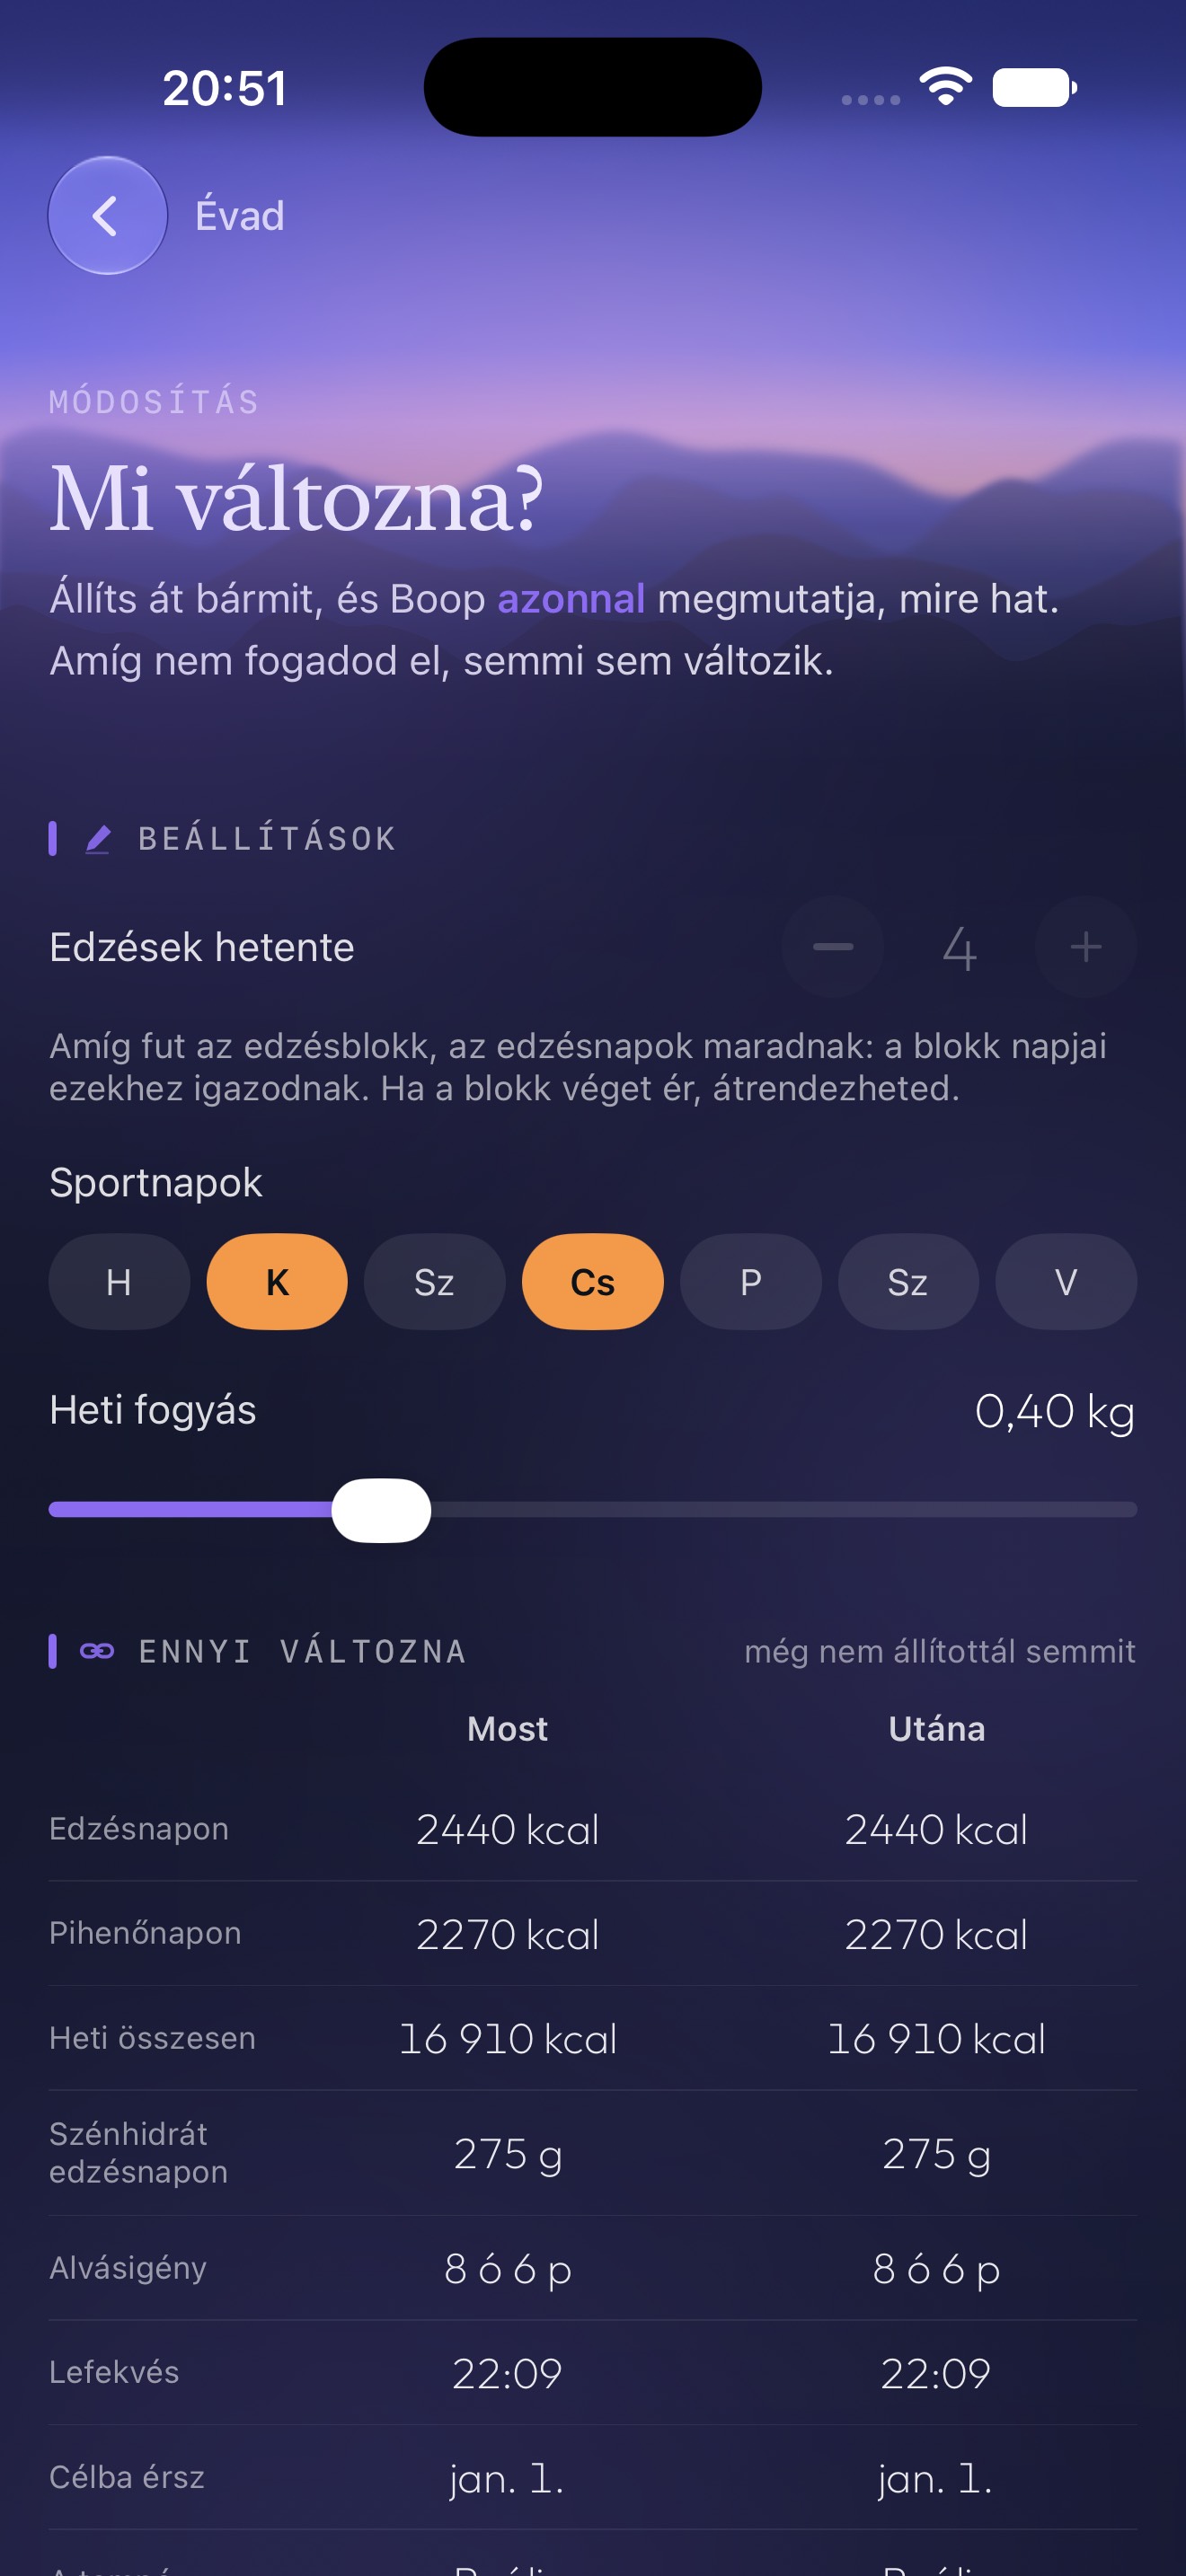 20:51
Évad
MÓDOSÍTÁS
Mi változna?
Állíts át bármit, és Boop azonnal megmutatja, mire hat.
Amíg nem fogadod el, semmi sem változik.
BEÁLLÍTÁSOK
Edzések hetente
4
Amíg fut az edzésblokk, az edzésnapok maradnak: a blokk napjai
ezekhez igazodnak. Ha a blokk véget ér, átrendezheted.
Sportnapok
H K Sz Cs P Sz V
Heti fogyás 0,40 kg
ENNYI VÁLTOZNA még nem állítottál semmit
Most Utána
Edzésnapon 2440 kcal 2440 kcal
Pihenőnapon 2270 kcal 2270 kcal
Heti összesen 16 910 kcal 16 910 kcal
Szénhidrát
edzésnapon 275 g 275 g
Alvásigény 8 ó 6 p 8 ó 6 p
Lefekvés 22:09 22:09
Célba érsz jan. 1. jan. 1.